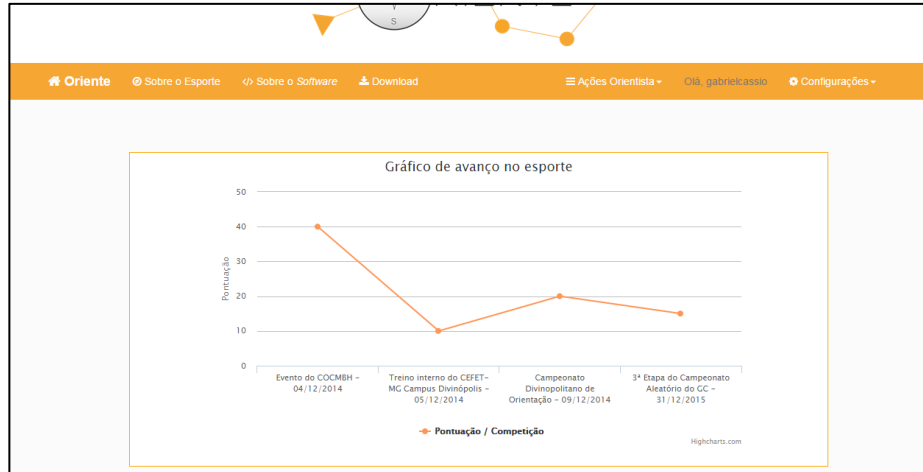 S
Oriente
Sobre o Esporte
</> Sobre o Software
Download
Ações Orientista
Olá, gabrielcassio
Configurações
Gráfico de avanço no esporte
50
40
30
20
10
0
Pontuação
Evento do COCMBH –
04/12/2014
Treino interno do CEFET–
MG Campus Divinópolis –
05/12/2014
Campeonato
Divinopolitano de
Orientação – 09/12/2014
3ª Etapa do Campeonato
Aleatório do GC –
31/12/2015
Pontuação / Competição
Highcharts.com